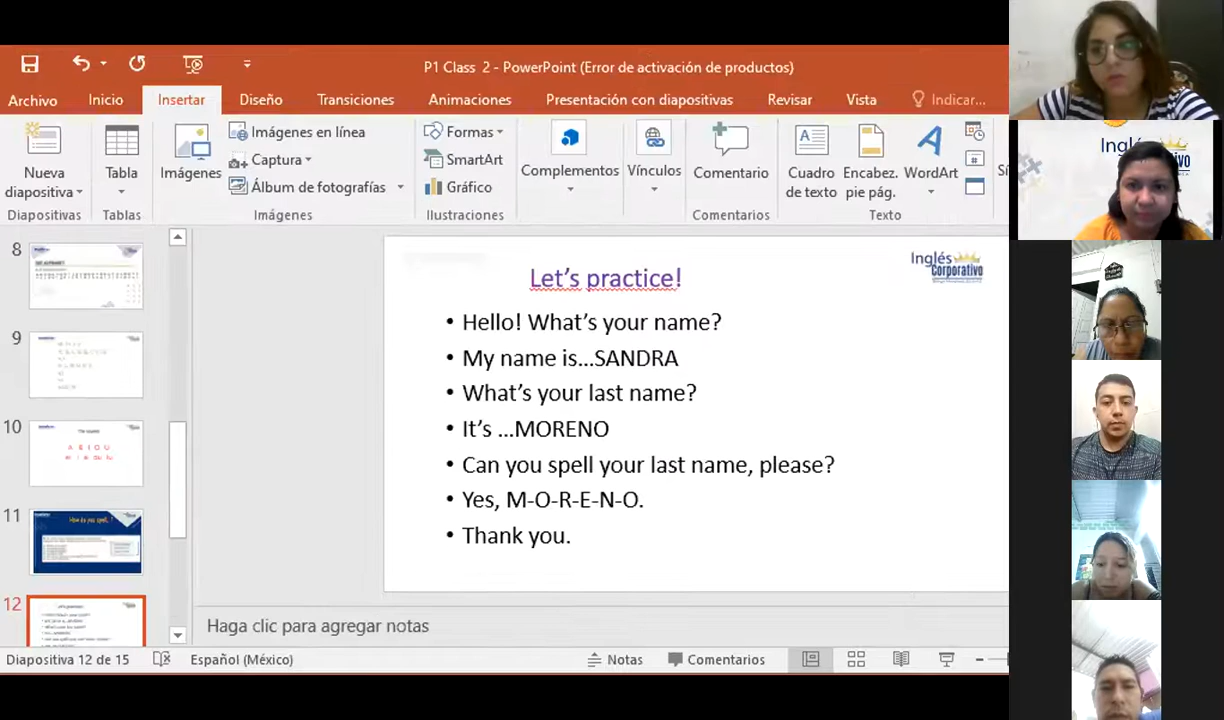 P1 Class 2 - PowerPoint (Error de activación de productos)
Archivo Inicio Insertar Diseño Transiciones Animaciones Presentación con diapositivas Revisar Vista Indicar...
Nueva diapositiva
Tabla
Imágenes
Imágenes en línea
Captura
Álbum de fotografías
Formas
SmartArt
Gráfico
Complementos
Vínculos
Comentario
Cuadro de texto
Encabez. pie pág.
WordArt
Diapositivas Tablas Imágenes Ilustraciones Comentarios Texto
8
9
10
A E I O U
11
12
Let's practice!
Inglés
Corporativo
• Hello! What's your name?
• My name is...SANDRA
• What's your last name?
• It's ...MORENO
• Can you spell your last name, please?
• Yes, M-O-R-E-N-O.
• Thank you.
Haga clic para agregar notas
Diapositiva 12 de 15 Español (México) Notas Comentarios